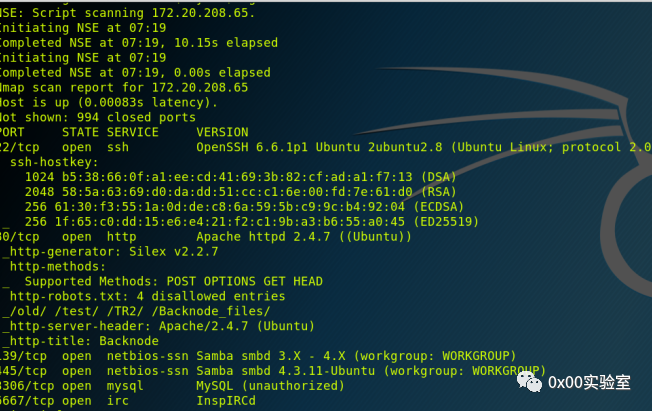 NSE: Script scanning 172.20.208.65.
Initiating NSE at 07:19
Completed NSE at 07:19, 10.15s elapsed
Initiating NSE at 07:19
Completed NSE at 07:19, 0.00s elapsed
Nmap scan report for 172.20.208.65
Host is up (0.00083s latency).
Not shown: 994 closed ports
PORT STATE SERVICE VERSION
22/tcp open ssh OpenSSH 6.6.1p1 Ubuntu 2ubuntu2.8 (Ubuntu Linux; protocol 2.0
ssh-hostkey:
1024 b5:38:66:0f:a1:ee:cd:41:69:3b:82:cf:ad:a1:f7:13 (DSA)
2048 58:5a:63:69:d0:da:dd:51:cc:c1:6e:00:fd:7e:61:d0 (RSA)
256 61:30:f3:55:1a:0d:de:c8:6a:59:5b:c9:9c:b4:92:04 (ECDSA)
_ 256 1f:65:c0:dd:15:e6:e4:21:f2:c1:9b:a3:b6:55:a0:45 (ED25519)
80/tcp open http Apache httpd 2.4.7 ((Ubuntu))
_http-generator: Silex v2.2.7
http-methods:
_ Supported Methods: POST OPTIONS GET HEAD
http-robots.txt: 4 disallowed entries
_/old/ /test/ /TR2/ /Backnode_files/
_http-server-header: Apache/2.4.7 (Ubuntu)
_http-title: Backnode
139/tcp open netbios-ssn Samba smbd 3.X - 4.X (workgroup: WORKGROUP)
445/tcp open netbios-ssn Samba smbd 4.3.11-Ubuntu (workgroup: WORKGROUP)
3306/tcp open mysql MySQL (unauthorized)
6667/tcp open irc InspIRCd
0x00实验室